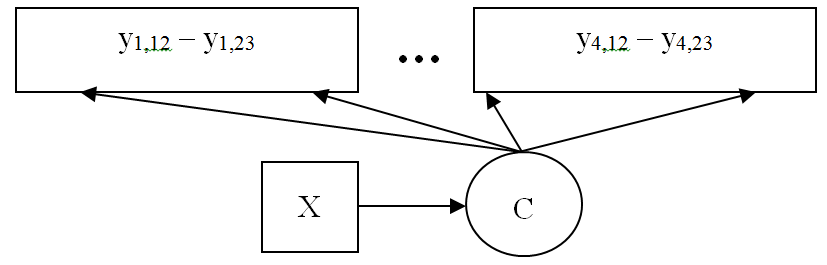 y1,12 – y1,23
•••
y4,12 – y4,23
X
C